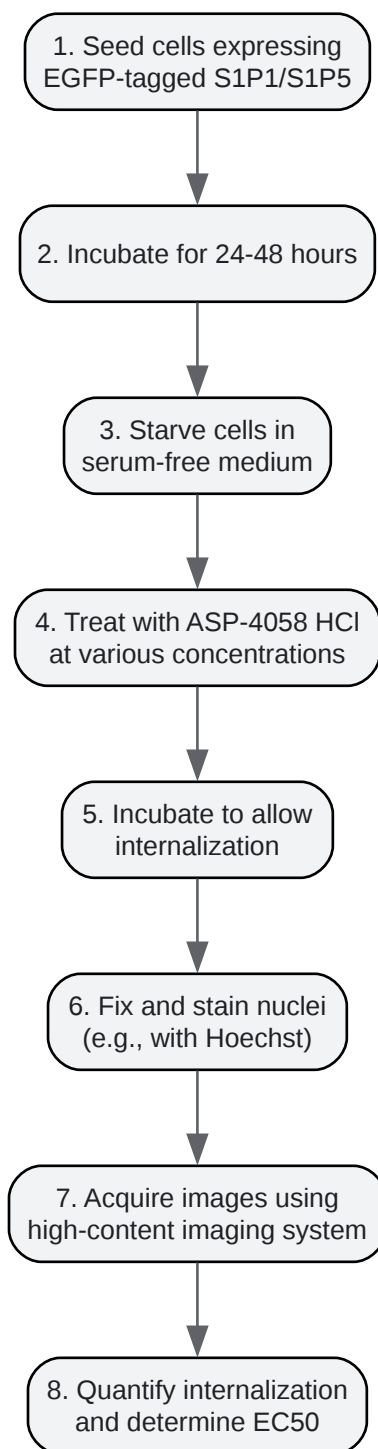 1. Seed cells expressing
EGFP-tagged S1P1/S1P5
2. Incubate for 24-48 hours
3. Starve cells in
serum-free medium
4. Treat with ASP-4058 HCl
at various concentrations
5. Incubate to allow
internalization
6. Fix and stain nuclei
(e.g., with Hoechst)
7. Acquire images using
high-content imaging system
8. Quantify internalization
and determine EC50